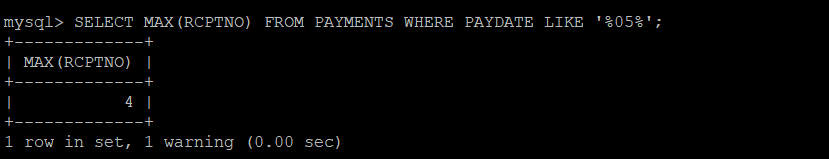 mysql> SELECT MAX(RCPTNO) FROM PAYMENTS WHERE PAYDATE LIKE '%05%';
+-------------+
| MAX(RCPTNO) |
+-------------+
|           4 |
+-------------+
1 row in set, 1 warning (0.00 sec)